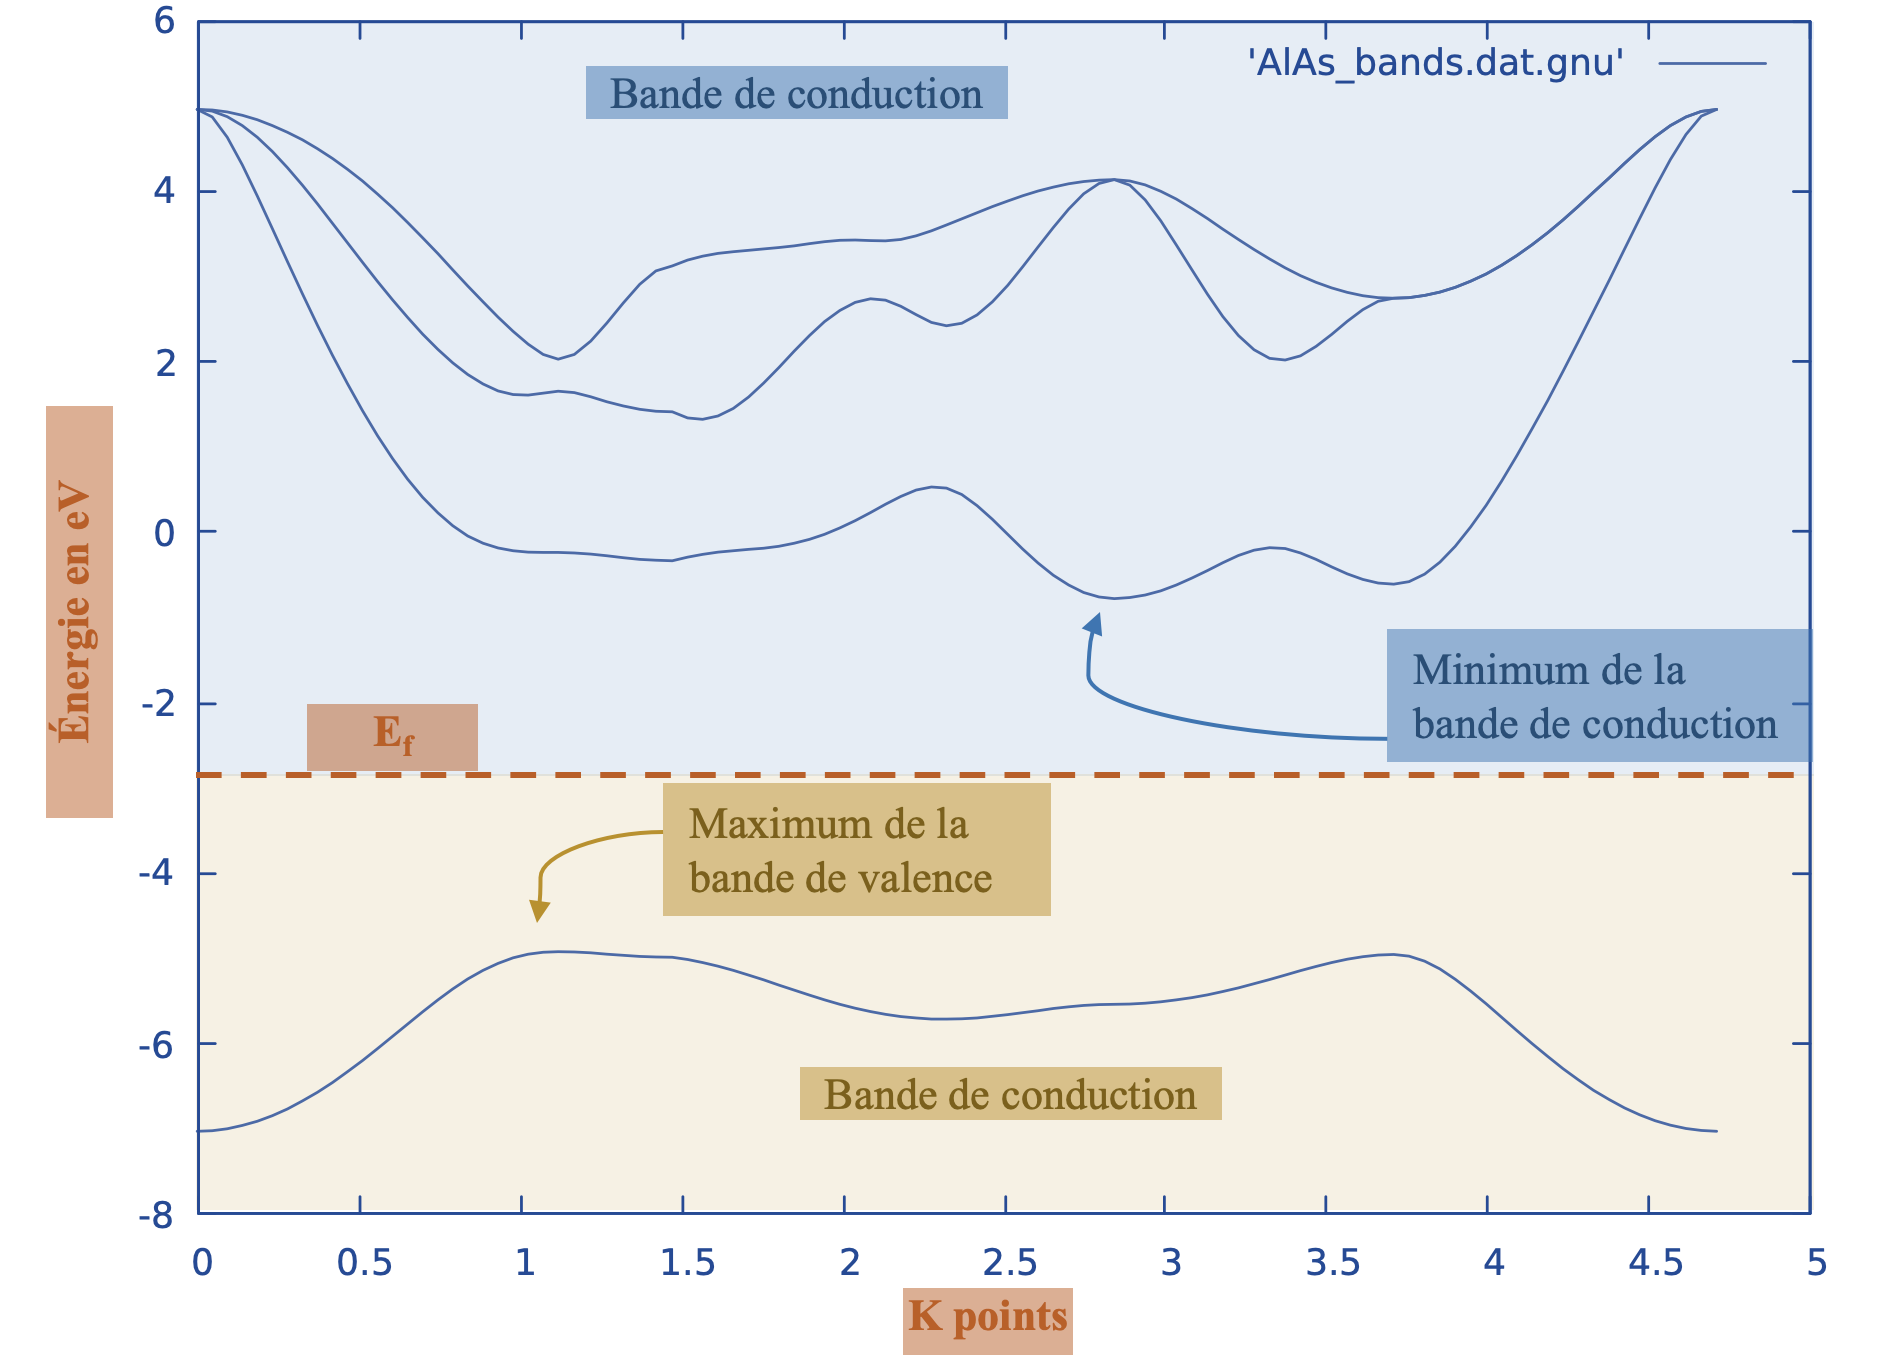 6
'AlAs_bands.dat.gnu'
Bande de conduction
4
2
0
Énergie en eV
-2
Minimum de la
bande de conduction
E_f
Maximum de la
bande de valence
-4
-6
Bande de conduction
-8
0 0.5 1 1.5 2 2.5 3 3.5 4 4.5 5
K points